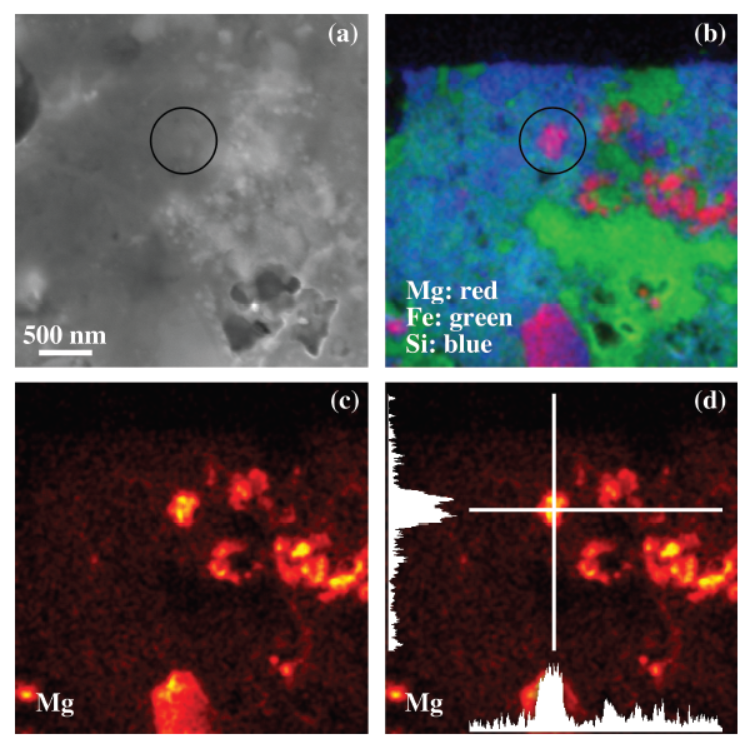 (a)
500 nm
(b)
Mg: red
Fe: green
Si: blue
(c)
Mg
(d)
Mg